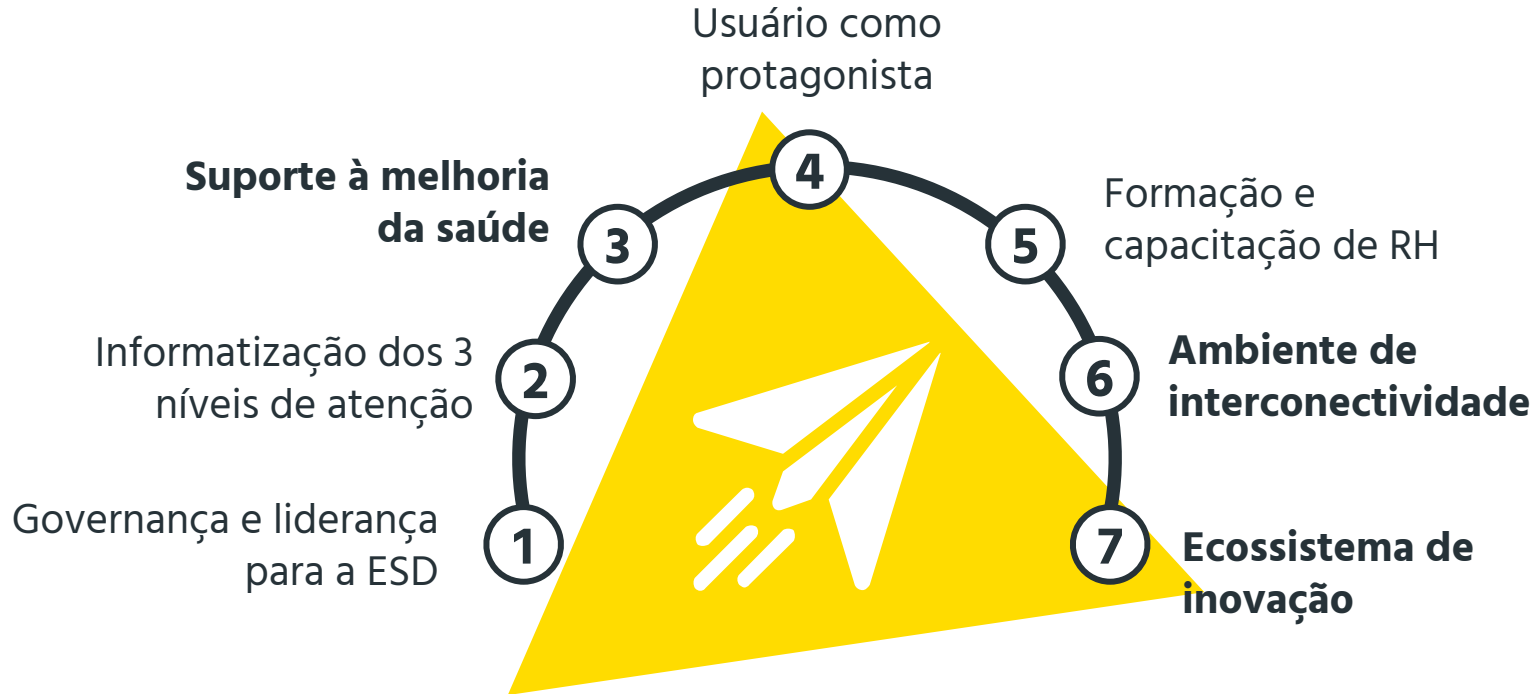 1
Governança e liderança
para a ESD
2
Informatização dos 3
níveis de atenção
3
Suporte à melhoria
da saúde
4
Usuário como
protagonista
5
Formação e
capacitação de RH
6
Ambiente de
interconectividade
7
Ecossistema de
inovação